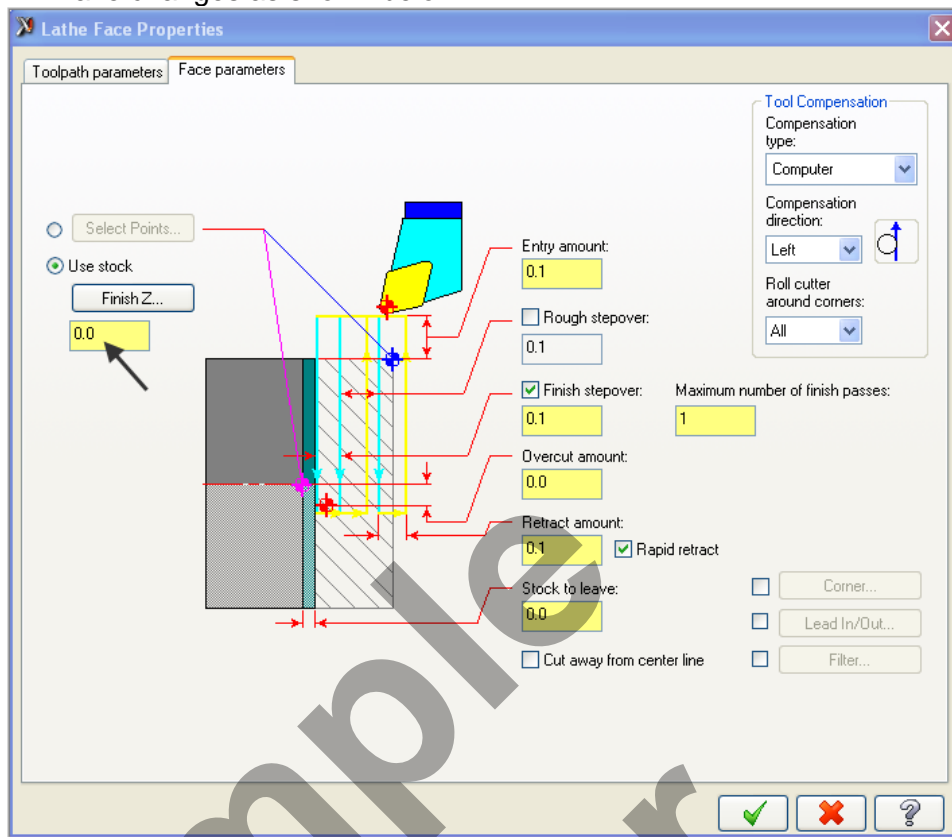 Lathe Face Properties
Toolpath parameters
Face parameters
Select Points...
Use stock
Finish Z...
0.0
Entry amount:
0.1
Rough stepover:
0.1
Finish stepover:
0.1
Maximum number of finish passes:
1
Overcut amount:
0.0
Retract amount:
0.1
Rapid retract
Stock to leave:
0.0
Cut away from center line
Tool Compensation
Compensation
type:
Computer
Compensation
direction:
Left
Roll cutter
around corners:
All
Corner...
Lead In/Out...
Filter...